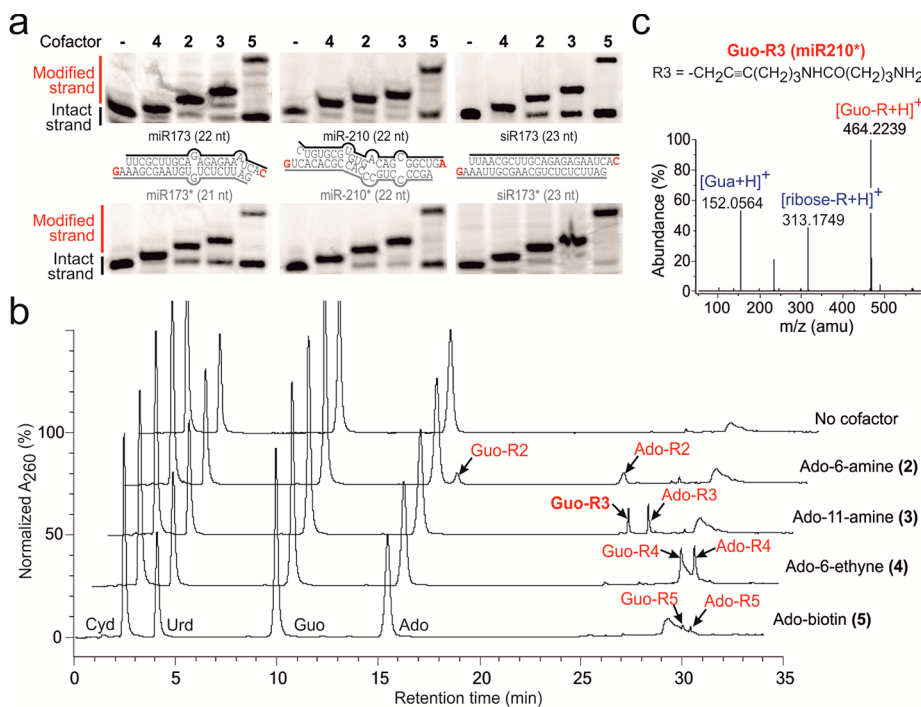 a
Cofactor - 4 2 3 5 - 4 2 3 5 - 4 2 3 5
Modified
strand
Intact
strand
miR173 (22 nt) miR-210 (22 nt) siR173 (23 nt)
UUAACGCUUGCAGAGAGAAUCAC
GAAAUUGCGAACGUCUCUCUUAG
miR173* (21 nt) miR-210* (22 nt) siR173* (23 nt)
Modified
strand
Intact
strand
c
Guo-R3 (miR210*)
R3 = -CH2C≡C(CH2)3NHCO(CH2)3NH2
[Guo-R+H]+
464.2239
[Gua+H]+
152.0564
[ribose-R+H]+
313.1749
Abundance (%)
100
80
60
40
20
0
100 200 300 400 500
m/z (amu)
b
Normalized A260 (%)
100
50
0
No cofactor
Guo-R2 Ado-R2
Ado-6-amine (2)
Guo-R3 Ado-R3
Ado-11-amine (3)
Guo-R4 Ado-R4
Ado-6-ethyne (4)
Guo-R5 Ado-R5
Ado-biotin (5)
Cyd Urd Guo Ado
0 5 10 15 20 25 30 35
Retention time (min)